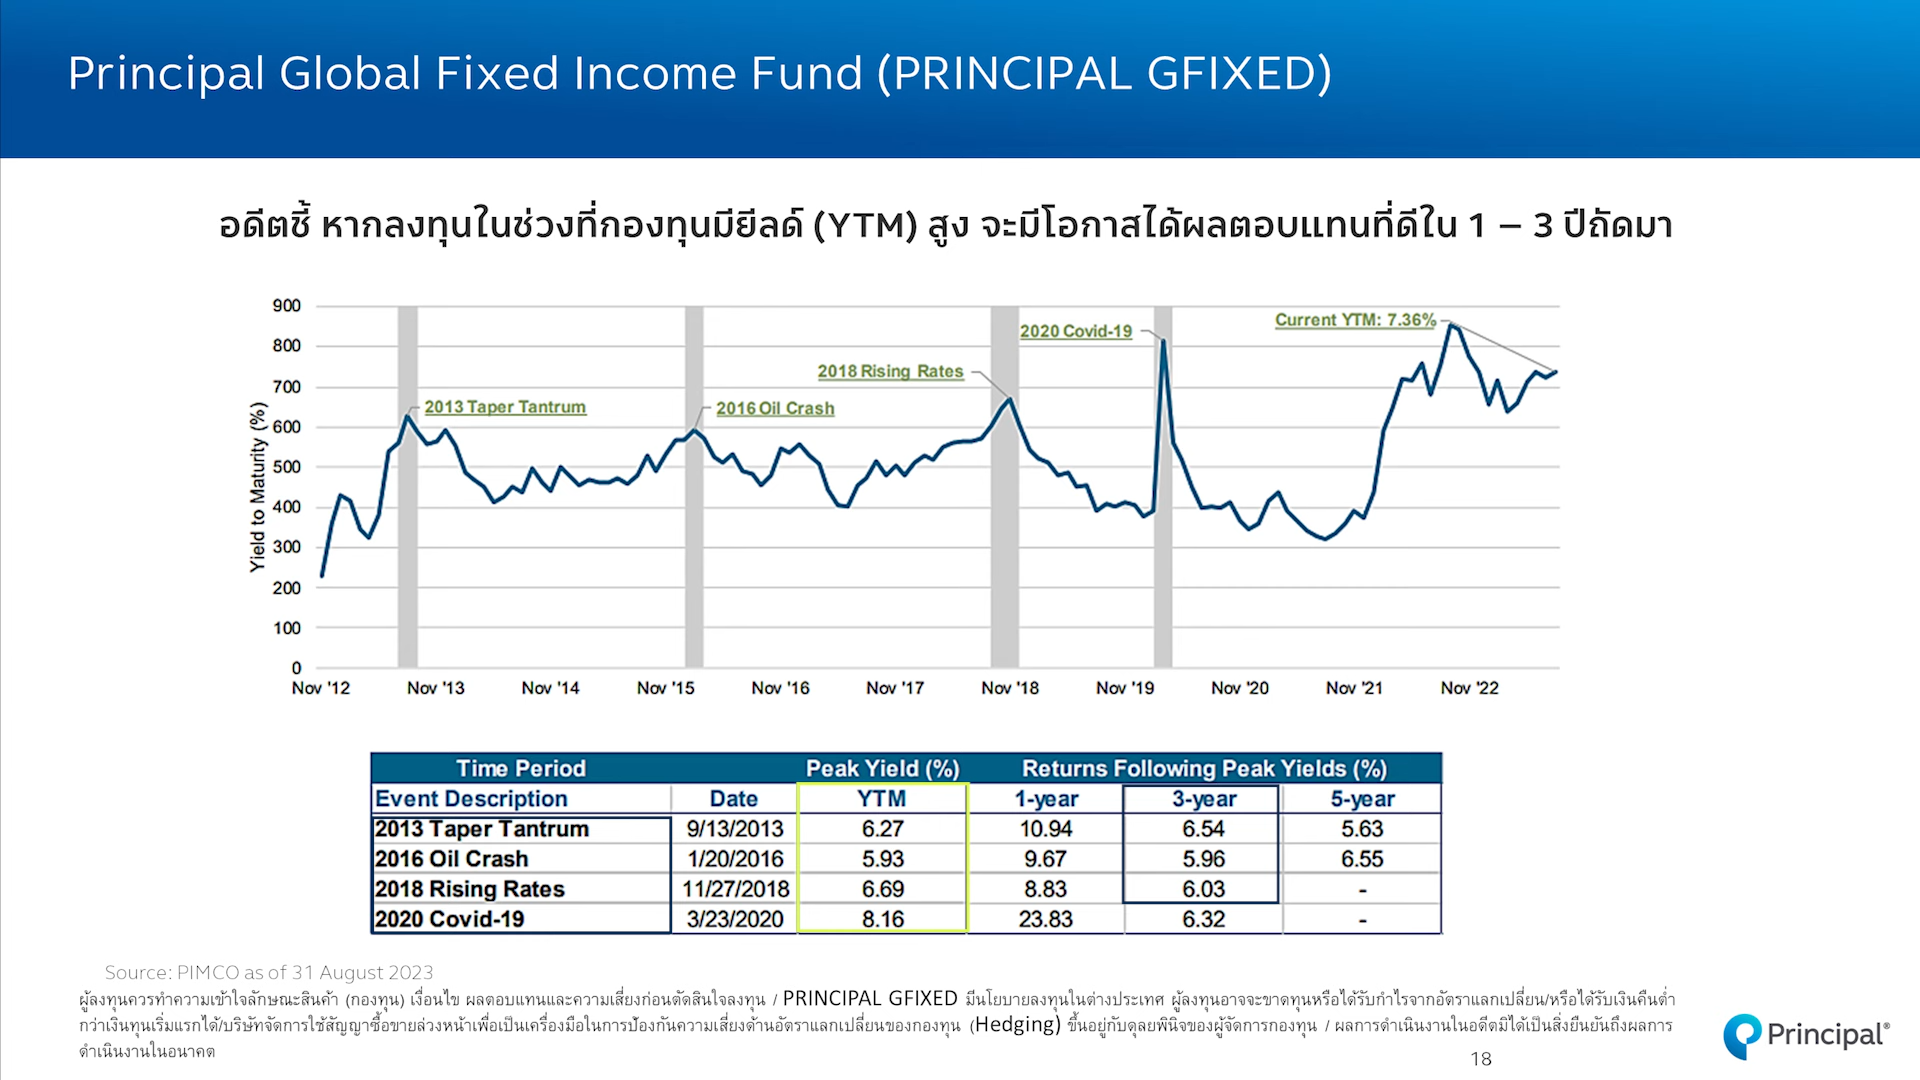 Principal Global Fixed Income Fund (PRINCIPAL GFIXED)
อดีตชี้ หากลงทุนในช่วงที่กองทุนมียีลด์ (YTM) สูง จะมีโอกาสได้ผลตอบแทนที่ดีใน 1 – 3 ปีถัดมา
Yield to Maturity (%)
900
800
700
600
500
400
300
200
100
0
2013 Taper Tantrum
2016 Oil Crash
2018 Rising Rates
2020 Covid-19
Current YTM: 7.36%
Nov '12 Nov '13 Nov '14 Nov '15 Nov '16 Nov '17 Nov '18 Nov '19 Nov '20 Nov '21 Nov '22
Time Period Peak Yield (%) Returns Following Peak Yields (%)
Event Description Date YTM 1-year 3-year 5-year
2013 Taper Tantrum 9/13/2013 6.27 10.94 6.54 5.63
2016 Oil Crash 1/20/2016 5.93 9.67 5.96 6.55
2018 Rising Rates 11/27/2018 6.69 8.83 6.03 -
2020 Covid-19 3/23/2020 8.16 23.83 6.32 -
Source: PIMCO as of 31 August 2023
ผู้ลงทุนควรทำความเข้าใจลักษณะสินค้า (กองทุน) เงื่อนไข ผลตอบแทนและความเสี่ยงก่อนตัดสินใจลงทุน / PRINCIPAL GFIXED มีนโยบายลงทุนในต่างประเทศ ผู้ลงทุนอาจจะขาดทุนหรือได้รับกำไรจากอัตราแลกเปลี่ยน/หรือได้รับเงินคืนต่ำ
กว่าเงินทุนเริ่มแรกได้/บริษัทจัดการใช้สัญญาซื้อขายล่วงหน้าเพื่อเป็นเครื่องมือในการป้องกันความเสี่ยงด้านอัตราแลกเปลี่ยนของกองทุน (Hedging) ขึ้นอยู่กับดุลยพินิจของผู้จัดการกองทุน / ผลการดำเนินงานในอดีตมิได้เป็นสิ่งยืนยันถึงผลการ
ดำเนินงานในอนาคต
18
Principal®